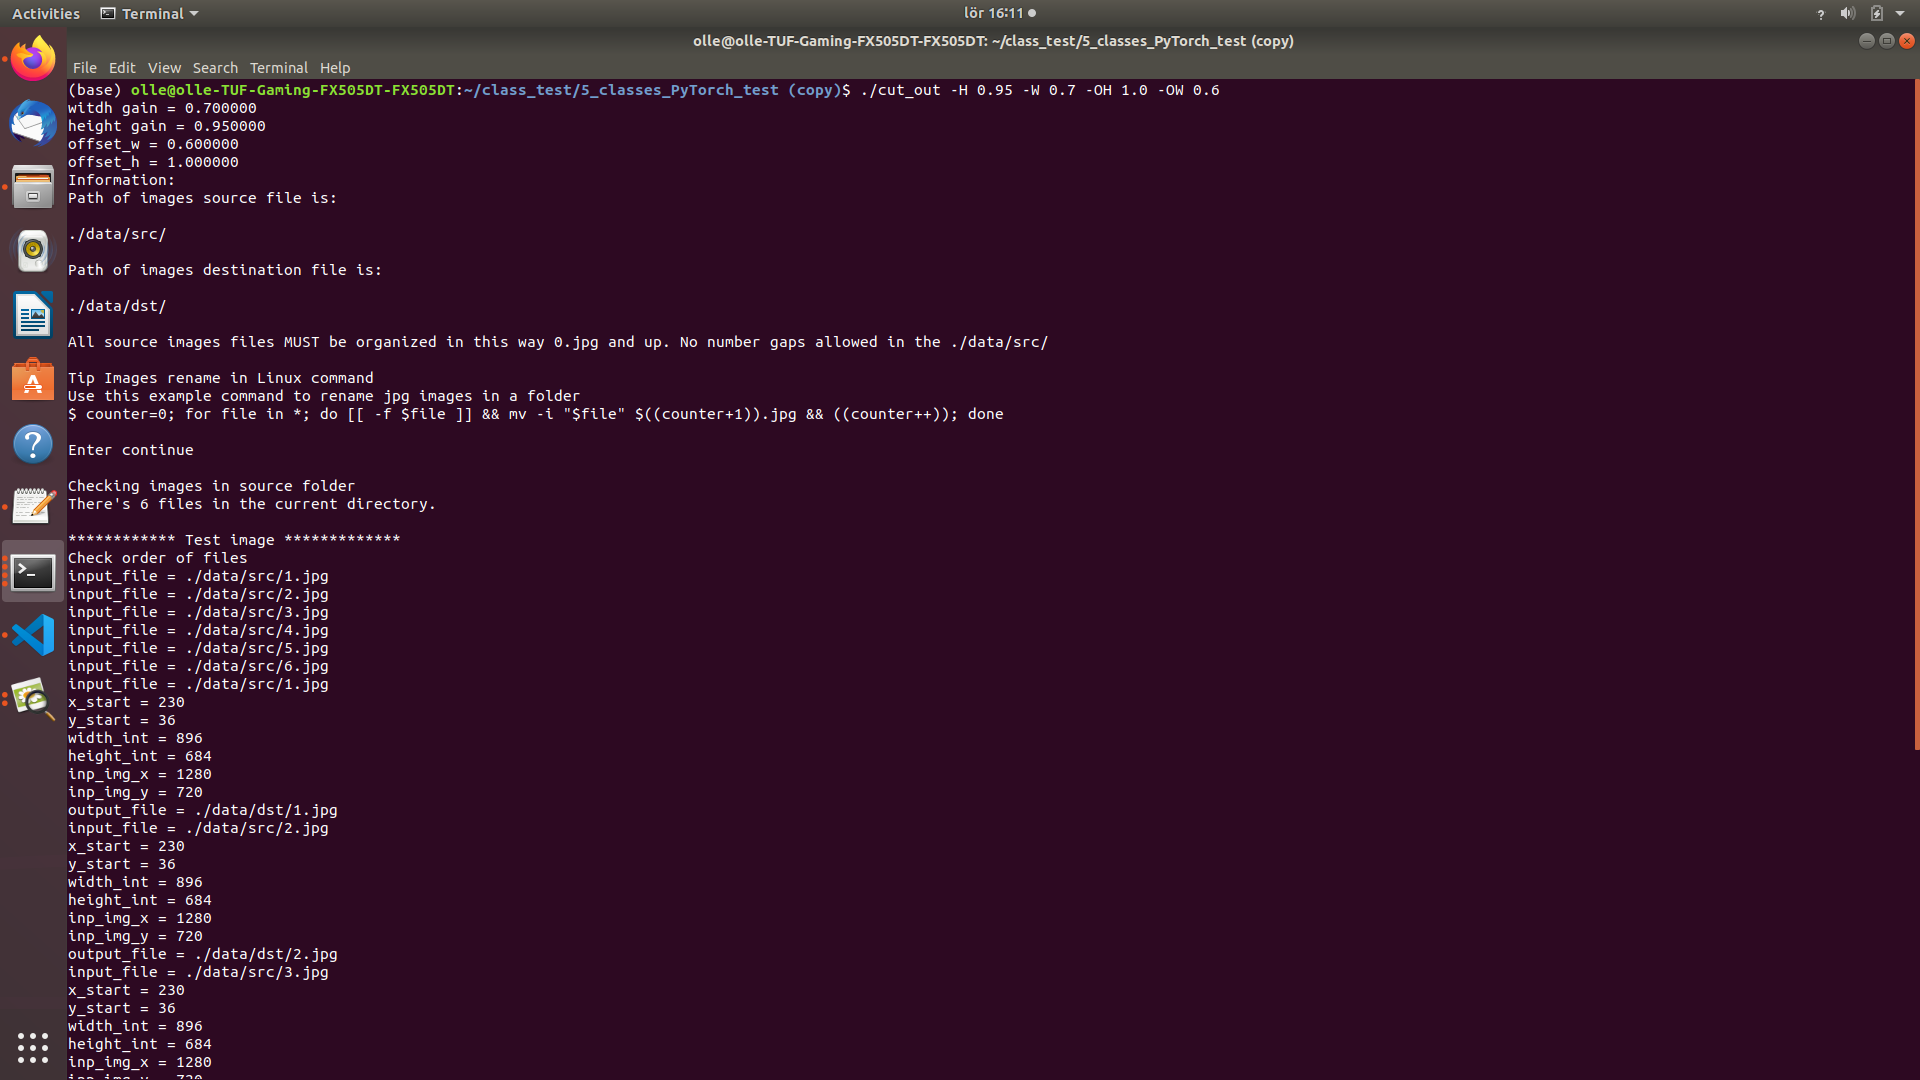 Activities Terminal lör 16:11
olle@olle-TUF-Gaming-FX505DT-FX505DT: ~/class_test/5_classes_PyTorch_test (copy)
File Edit View Search Terminal Help
(base) olle@olle-TUF-Gaming-FX505DT-FX505DT:~/class_test/5_classes_PyTorch_test (copy)$ ./cut_out -H 0.95 -W 0.7 -OH 1.0 -OW 0.6
witdh gain = 0.700000
height gain = 0.950000
offset_w = 0.600000
offset_h = 1.000000
Information:
Path of images source file is:
./data/src/
Path of images destination file is:
./data/dst/
All source images files MUST be organized in this way 0.jpg and up. No number gaps allowed in the ./data/src/
Tip Images rename in Linux command
Use this example command to rename jpg images in a folder
$ counter=0; for file in *; do [[ -f $file ]] && mv -i "$file" $((counter+1)).jpg && ((counter++)); done
Enter continue
Checking images in source folder
There's 6 files in the current directory.
************ Test image *************
Check order of files
input_file = ./data/src/1.jpg
input_file = ./data/src/2.jpg
input_file = ./data/src/3.jpg
input_file = ./data/src/4.jpg
input_file = ./data/src/5.jpg
input_file = ./data/src/6.jpg
input_file = ./data/src/1.jpg
x_start = 230
y_start = 36
width_int = 896
height_int = 684
inp_img_x = 1280
inp_img_y = 720
output_file = ./data/dst/1.jpg
input_file = ./data/src/2.jpg
x_start = 230
y_start = 36
width_int = 896
height_int = 684
inp_img_x = 1280
inp_img_y = 720
output_file = ./data/dst/2.jpg
input_file = ./data/src/3.jpg
x_start = 230
y_start = 36
width_int = 896
height_int = 684
inp_img_x = 1280